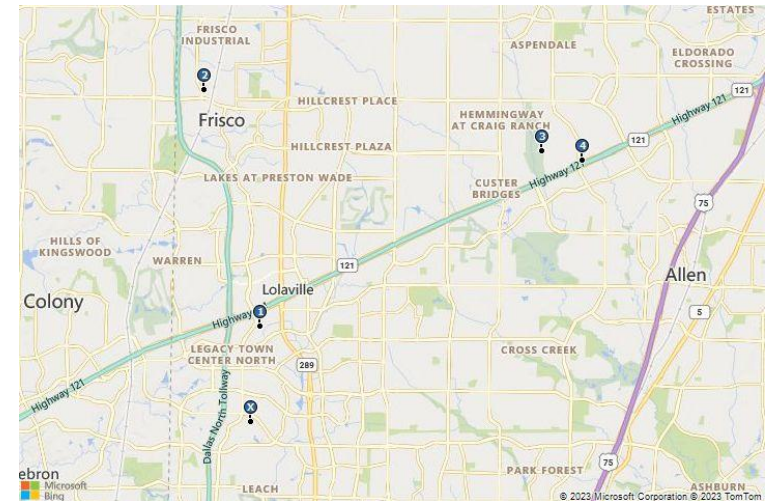 ESTATES
FRISCO
INDUSTRIAL
ASPENDALE
ELDORADO
CROSSING
2
121
HILLCREST PLACE
Highway 121
Frisco
HEMMINGWAY
AT CRAIG RANCH
3
4
121
HILLCREST PLAZA
Highway 121
LAKES AT PRESTON WADE
CUSTER
BRIDGES
75
HILLS OF
KINGSWOOD
WARREN
121
Allen
Colony
Lolaville
1
5
Highway
LEGACY TOWN
CENTER NORTH
CROSS CREEK
289
Highway 121
Dallas North Tollway
X
75
ebron
PARK FOREST
Microsoft
Bing
LEACH
ASHBURN
© 2023 Microsoft Corporation © 2023 TomTom